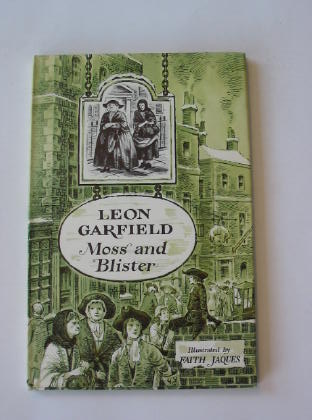 LEON
GARFIELD
Moss and
Blister
Illustrated by
FAITH JAQUES